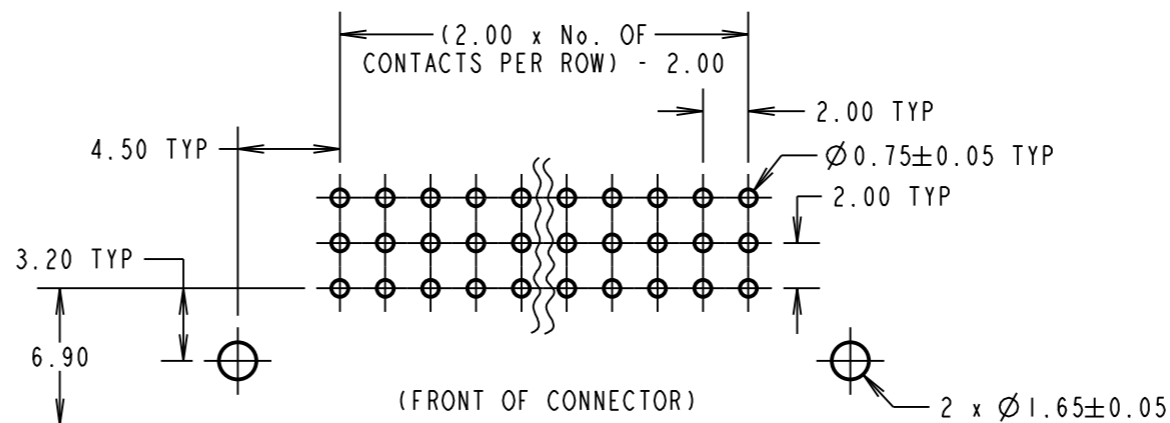 (2.00 x No. OF
CONTACTS PER ROW) - 2.00
2.00 TYP
4.50 TYP
Ø0.75±0.05 TYP
2.00 TYP
3.20 TYP
6.90
(FRONT OF CONNECTOR)
2 x Ø1.65±0.05